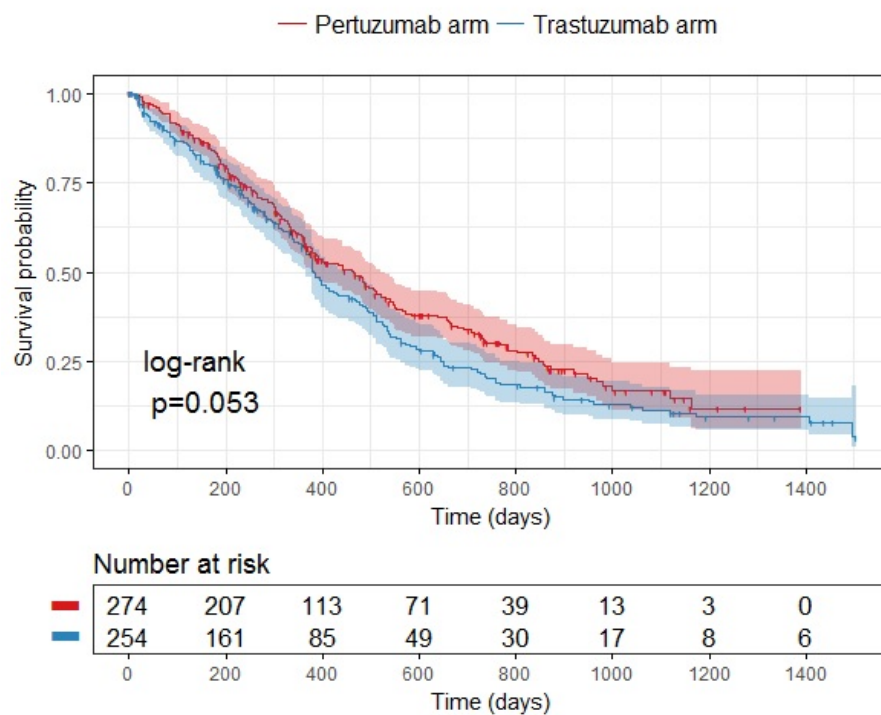 Pertuzumab arm Trastuzumab arm
Survival probability
1.00
0.75
0.50
0.25
0.00
log-rank
p=0.053
0 200 400 600 800 1000 1200 1400
Time (days)
Number at risk
274 207 113 71 39 13 3 0
254 161 85 49 30 17 8 6
0 200 400 600 800 1000 1200 1400
Time (days)